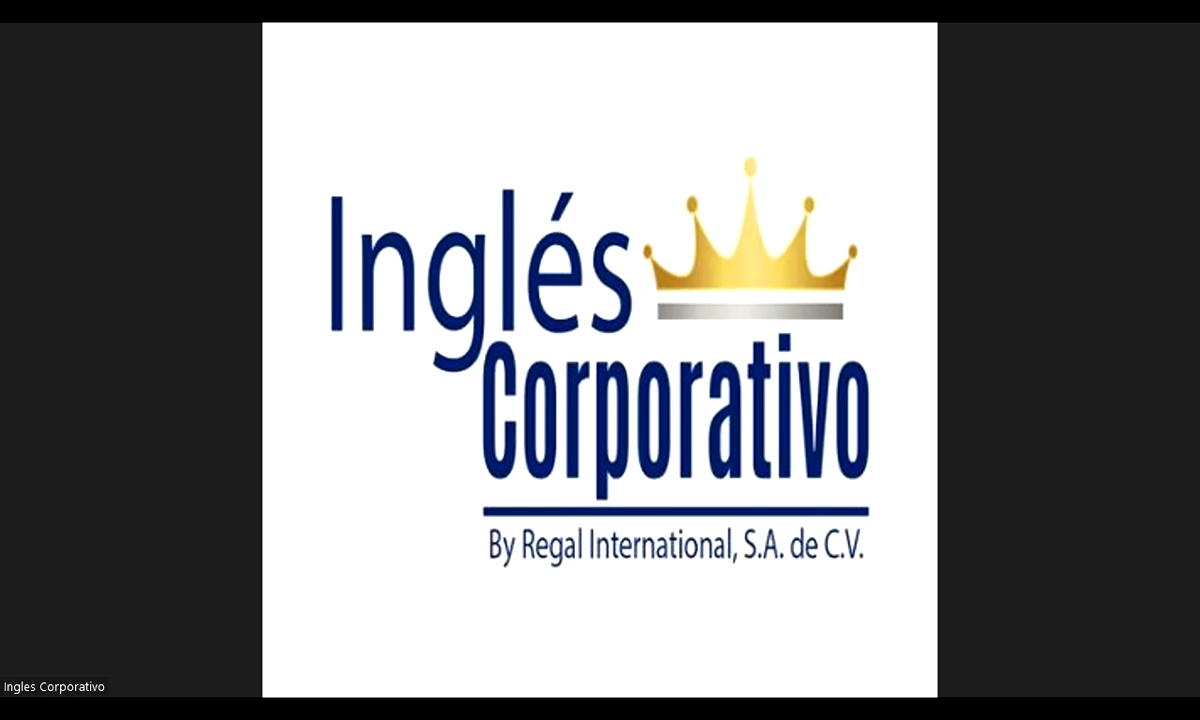 Inglés
Corporativo
By Regal International, S.A. de C.V.
Ingles Corporativo